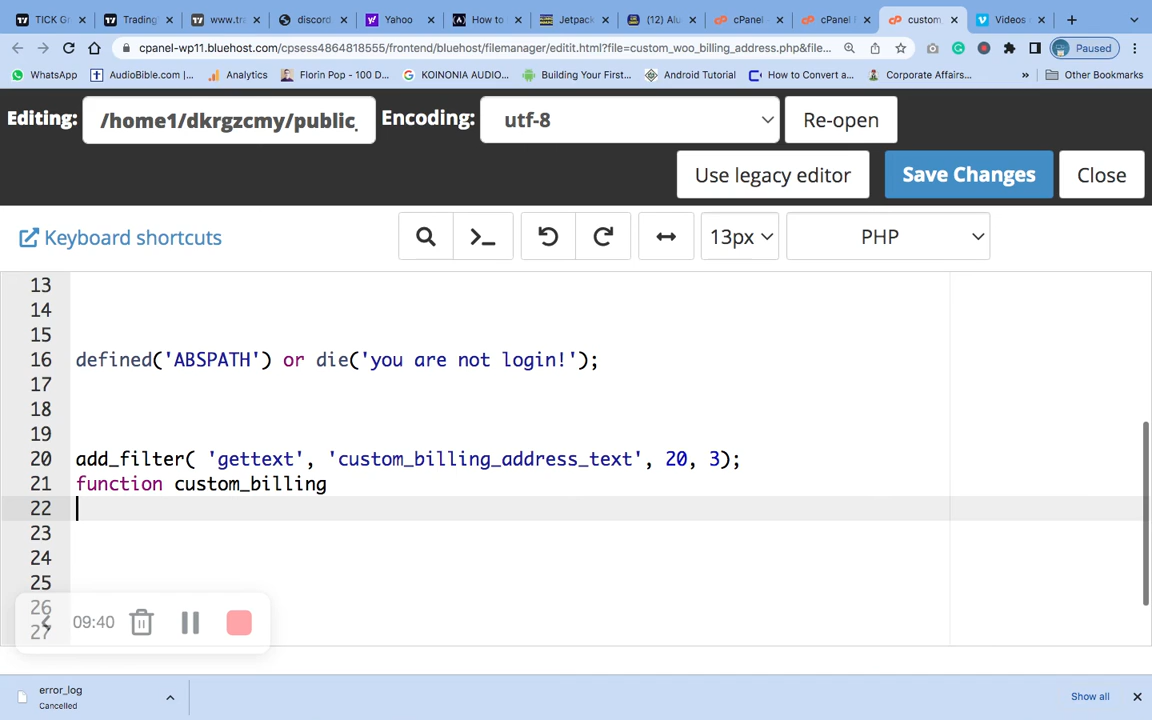 TICK Gr
Trading
www.tra
discord
Yahoo
How to
Jetpack
(12) Alu
cPanel
cPanel
custom
Videos
cpanel-wp11.bluehost.com/cpsess4864818555/frontend/bluehost/filemanager/editit.html?file=custom_woo_billing_address.php&file...
Paused
WhatsApp
AudioBible.com |...
Analytics
Florin Pop - 100 D...
KOINONIA AUDIO...
Building Your First...
Android Tutorial
How to Convert a...
Corporate Affairs...
»
Other Bookmarks
Editing:
/home1/dkrgzcmy/public_
Encoding:
utf-8
Re-open
Use legacy editor
Save Changes
Close
Keyboard shortcuts
13px
PHP
13
14
15
16 defined('ABSPATH') or die('you are not login!');
17
18
19
20 add_filter( 'gettext', 'custom_billing_address_text', 20, 3);
21 function custom_billing
22
23
24
25
26
27
09:40
error_log
Cancelled
Show all